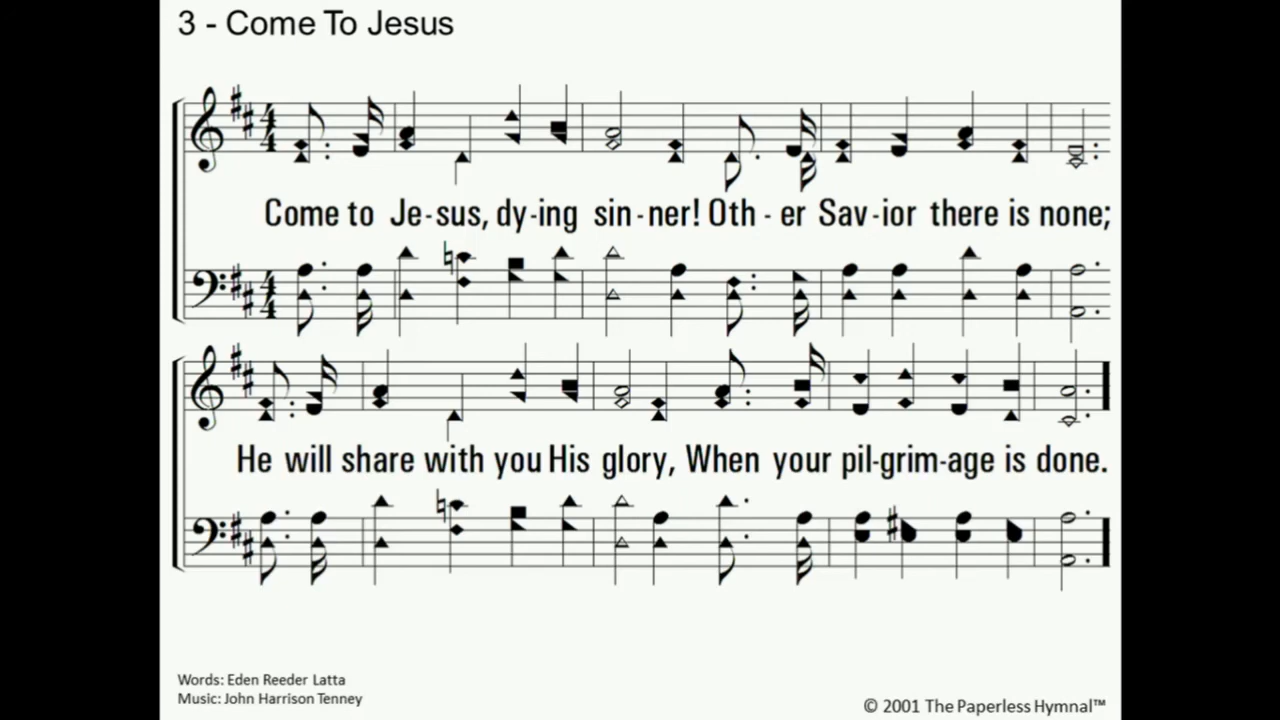 3 - Come To Jesus
Come to Je-sus, dy-ing sin-ner! Oth - er Sav-ior there is none;
He will share with you His glory, When your pil-grim-age is done.
Words: Eden Reeder Latta
Music: John Harrison Tenney
© 2001 The Paperless Hymnal™